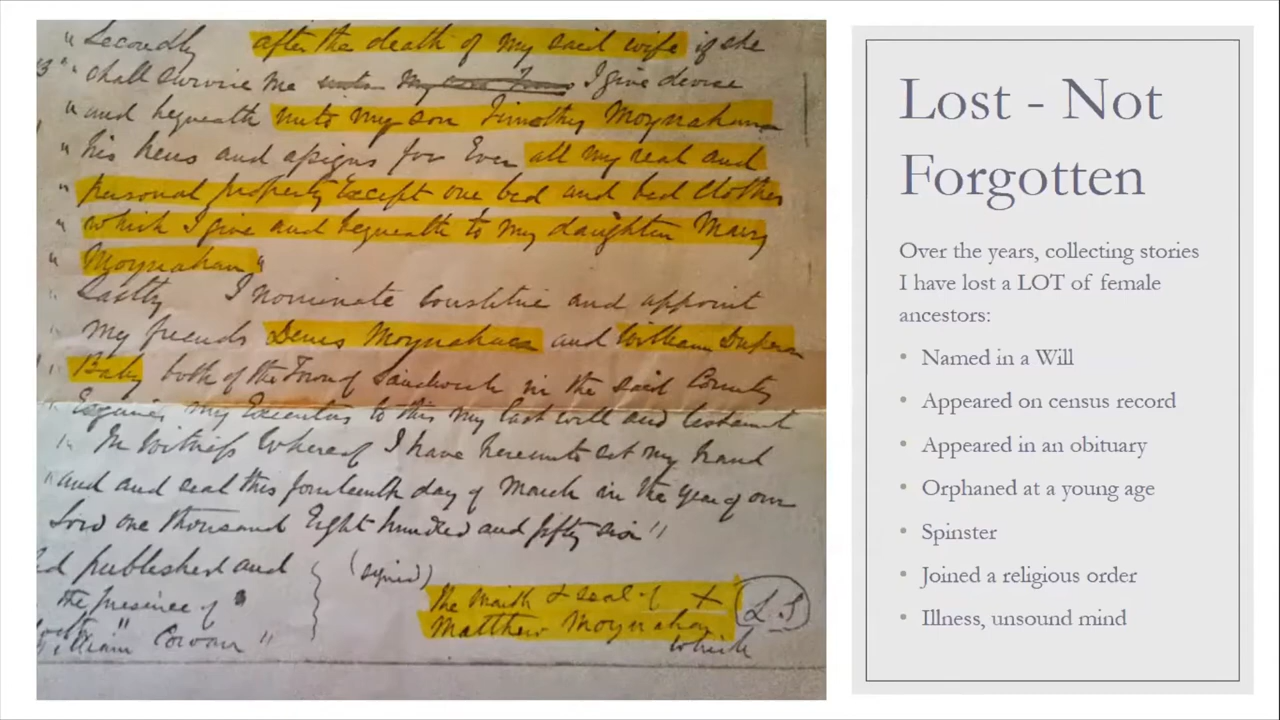 " Secondly after the death of my said wife if she
" shall survive me unto my I give devise
" and bequeath unto my son Timothy Moynahan
" his heirs and assigns for Ever all my real and
" personal property Except one bed and bed clothes
" which I give and bequeath to my daughter Mary
" Moynahan"
" Lastly I nominate constitute and appoint
" my friends Denis Moynahan and William
" Baby both of the Town of Sandwich in the said County
" Esquires my Executors to this my last will and testament
" In Witness Whereof I have hereunto set my hand
" and and seal this fourteenth day of March in the year of our
Lord one thousand Eight hundred and fifty six"
published and
the presence of
William Cowan "
(signed)
The mark & seal of +
Matthew Moynahan
L.S
which
Lost - Not
Forgotten
Over the years, collecting stories
I have lost a LOT of female
ancestors:
• Named in a Will
• Appeared on census record
• Appeared in an obituary
• Orphaned at a young age
• Spinster
• Joined a religious order
• Illness, unsound mind